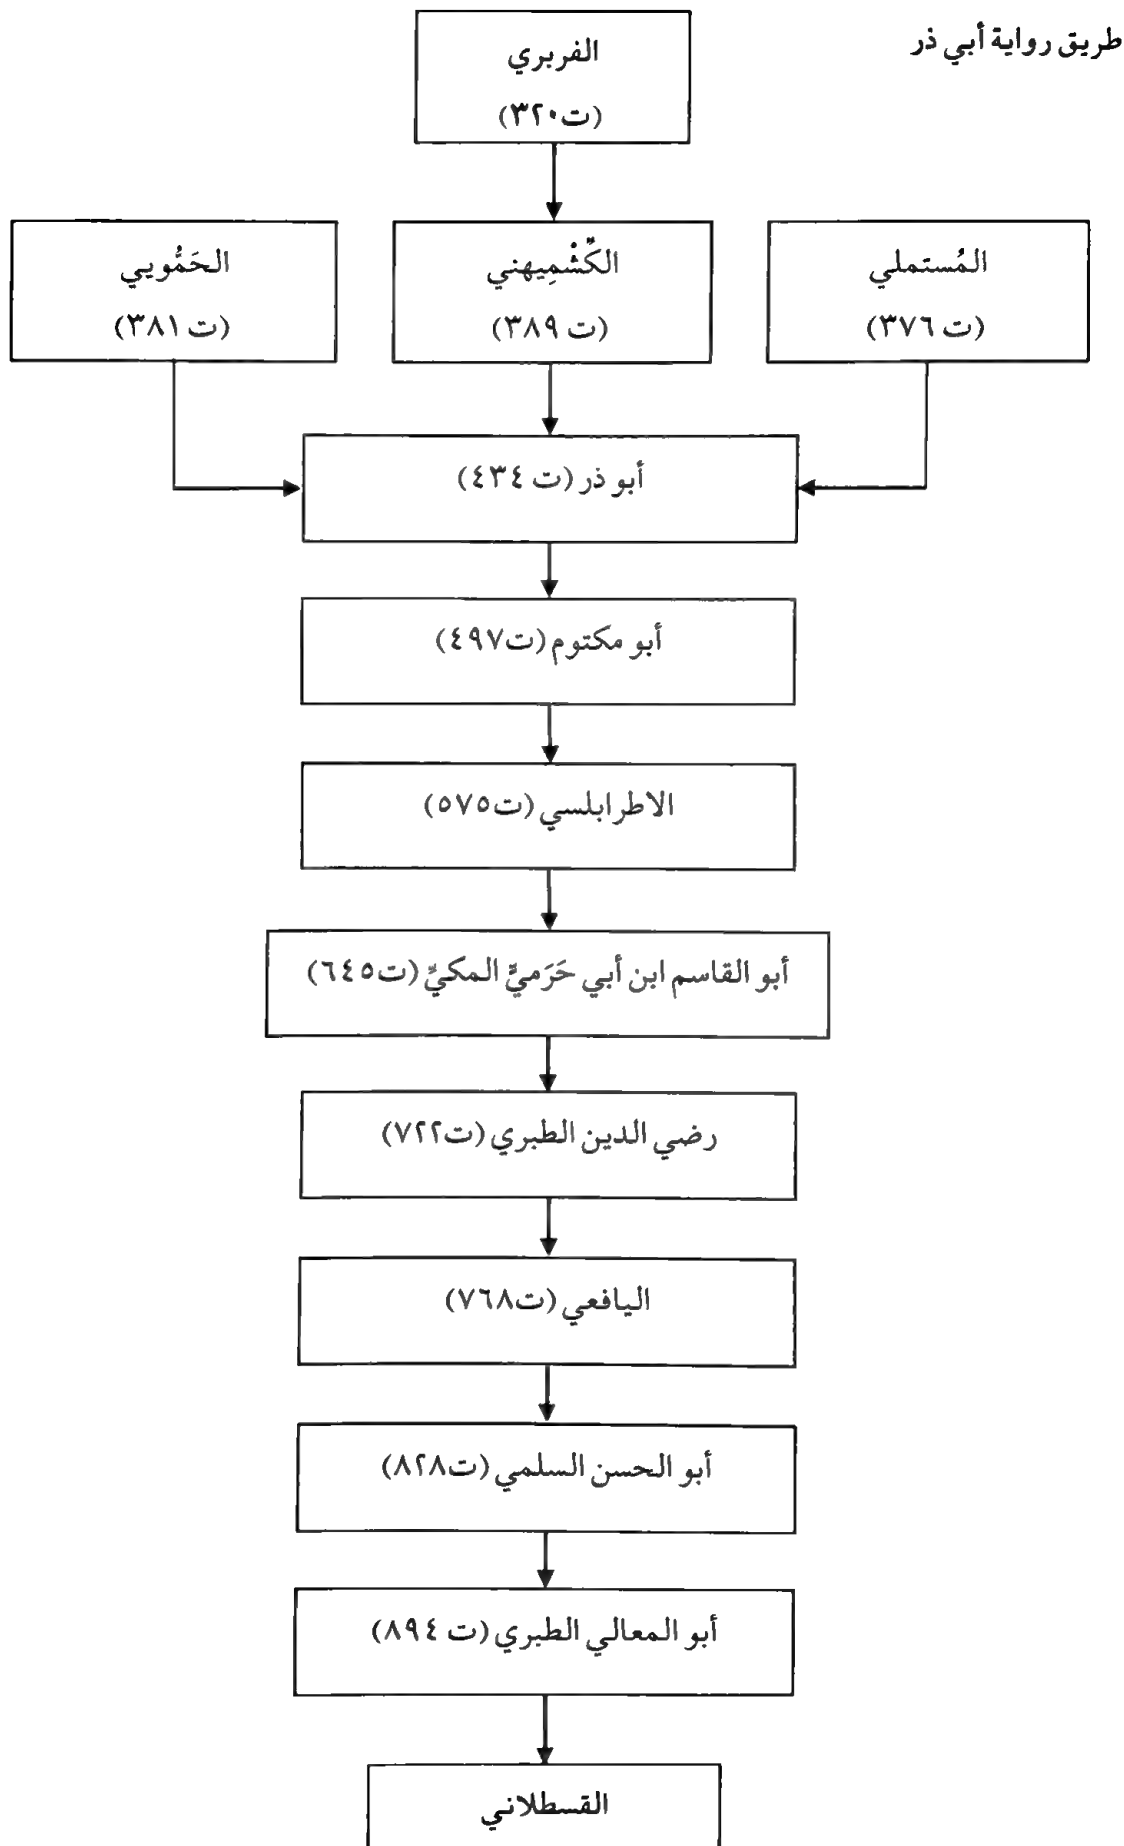 طريق رواية أبي ذر
الفربري
(ت٣٢٠)
المُستملي
(ت ٣٧٦)
الكُِشْمِيهني
(ت ٣٨٩)
الحَمُّويي
(ت ٣٨١)
أبو ذر (ت ٤٣٤)
أبو مكتوم (ت٤٩٧)
الاطرابلسي (ت٥٧٥)
أبو القاسم ابن أبي حَرَميٍّ المكيِّ (ت٦٤٥)
رضي الدين الطبري (ت٧٢٢)
اليافعي (ت٧٦٨)
أبو الحسن السلمي (ت٨٢٨)
أبو المعالي الطبري (ت ٨٩٤)
القسطلاني